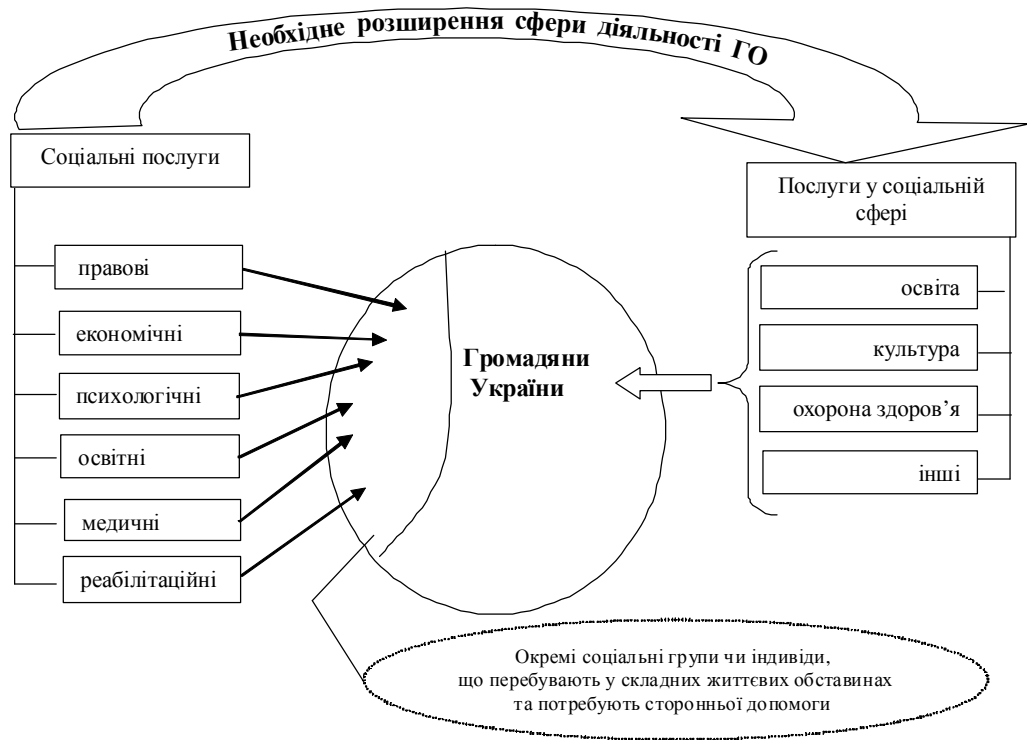 Необхідне розширення сфери діяльності ГО
Соціальні послуги
правові
економічні
психологічні
освітні
медичні
реабілітаційні
Громадяни
України
Послуги у соціальній
сфері
освіта
культура
охорона здоров’я
інші
Окремі соціальні групи чи індивіди,
що перебувають у складних життєвих обставинах
та потребують сторонньої допомоги